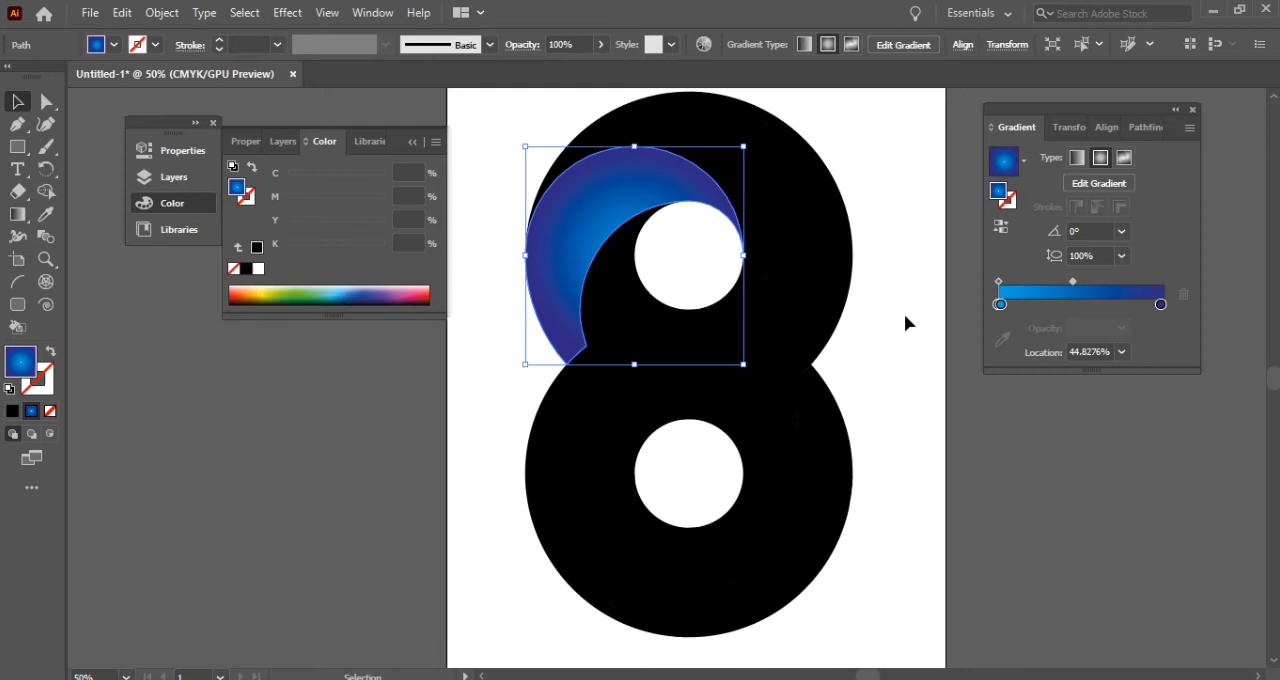 Ai File Edit Object Type Select Effect View Window Help Essentials Search Adobe Stock
Path Stroke: Basic Opacity: 100% Style: Gradient Type: Edit Gradient Align Transform
Untitled-1* @ 50% (CMYK/GPU Preview)
Properties
Layers
Color
Libraries
Proper Layers Color Librarie
C %
M %
Y %
K %
Gradient Transfo Align Pathfin
Type:
Edit Gradient
Strokes:
0°
100%
Opacity:
Location: 44.8276%
T
8
50% 1 Selection